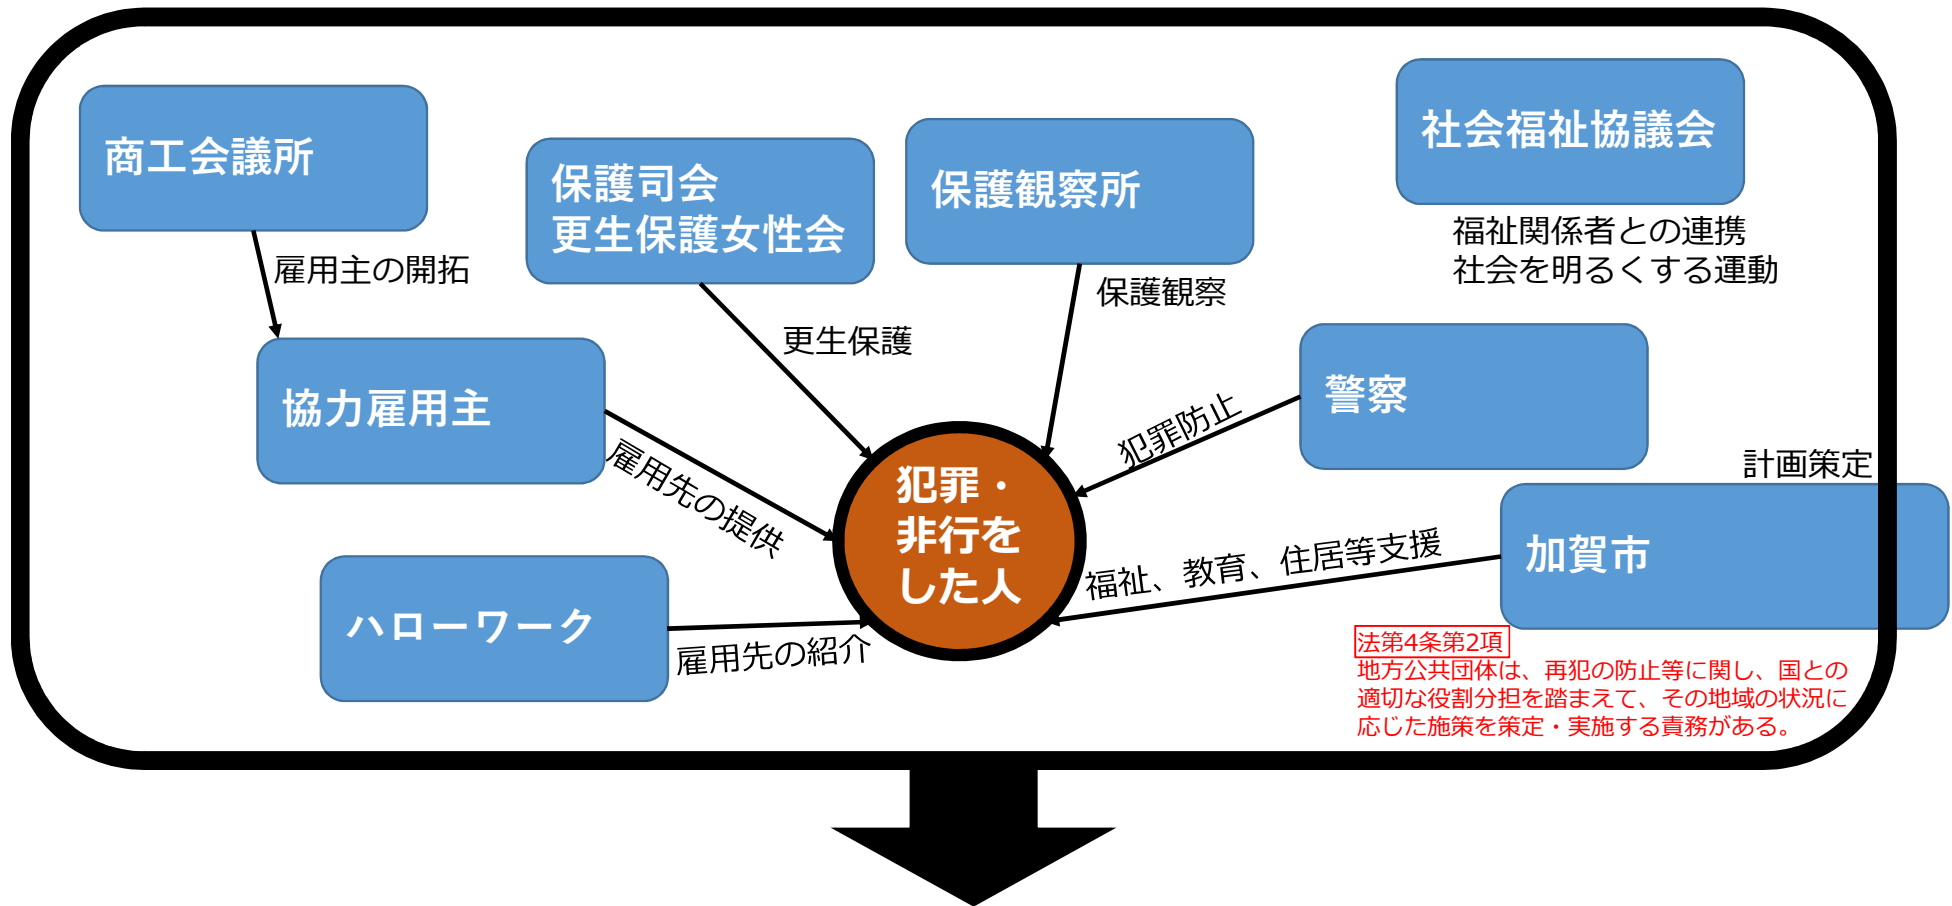 商工会議所
保護司会
更生保護女性会
保護観察所
社会福祉協議会
福祉関係者との連携
社会を明るくする運動
雇用主の開拓
更生保護
保護観察
協力雇用主
警察
犯罪防止
雇用先の提供
犯罪・
非行を
した人
計画策定
加賀市
福祉、教育、住居等支援
ハローワーク
雇用先の紹介
法第4条第2項
地方公共団体は、再犯の防止等に関し、国との
適切な役割分担を踏まえて、その地域の状況に
応じた施策を策定・実施する責務がある。